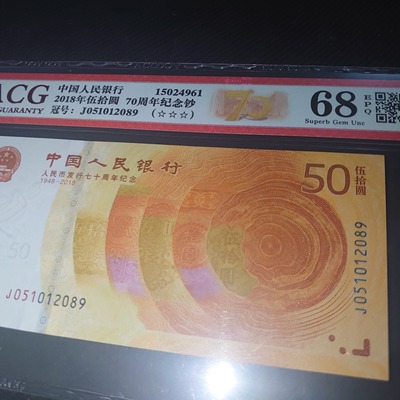 ACG
GUARANTY
中国人民银行 15024961
2018年伍拾圆 70周年纪念钞
冠号: J051012089 (☆☆☆)
70
68
EPQ
Superb Gem Unc
中国人民银行
人民币发行七十周年纪念
1948-2018
50 伍拾圆
50
J051012089
J051012089